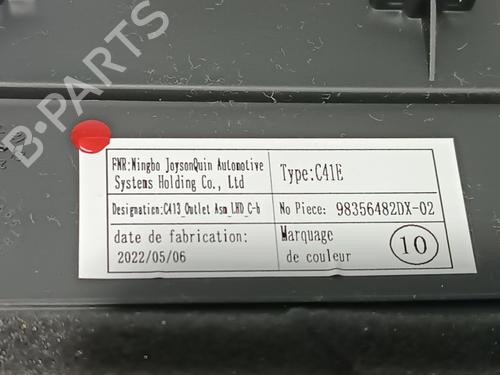 B-PARTS
FNR:Ningbo JoysonQuin Automotive
Systems Holding Co., Ltd
Type:C41E
Designation:C413_Outlet Asm_LHD_C-b
No Piece: 98356482DX-02
date de fabrication:
2022/05/06
Marquage
de couleur
10